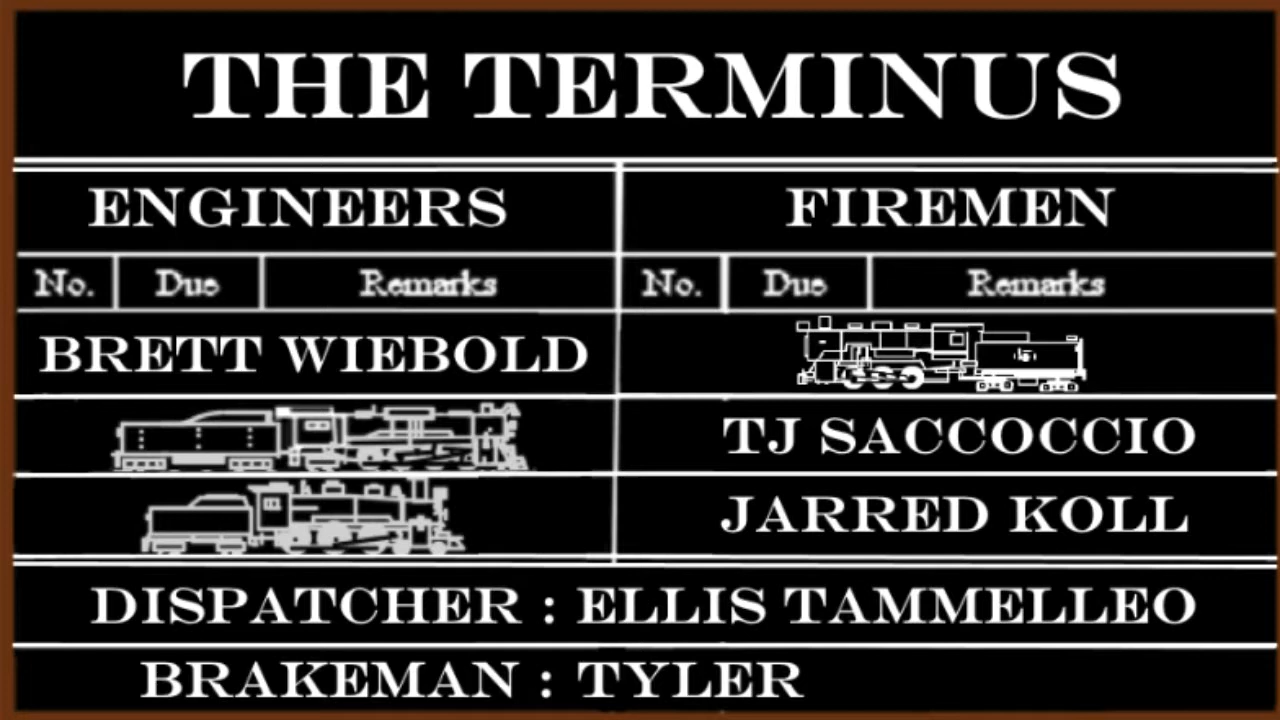 THE TERMINUS
ENGINEERS FIREMEN
No. Due Remarks No. Due Remarks
BRETT WIEBOLD
TJ SACCOCCIO
JARRED KOLL
DISPATCHER : ELLIS TAMMELLEO
BRAKEMAN : TYLER